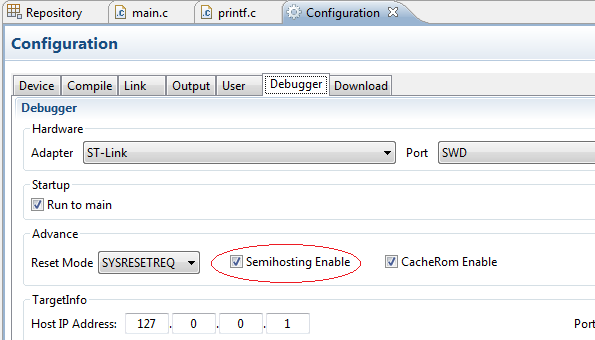 Repository main.c printf.c Configuration
Configuration
Device Compile Link Output User Debugger Download
Debugger
Hardware
Adapter ST-Link Port SWD
Startup
Run to main
Advance
Reset Mode SYSRESETREQ Semihosting Enable CacheRom Enable
TargetInfo
Host IP Address: 127 . 0 . 0 . 1 Port